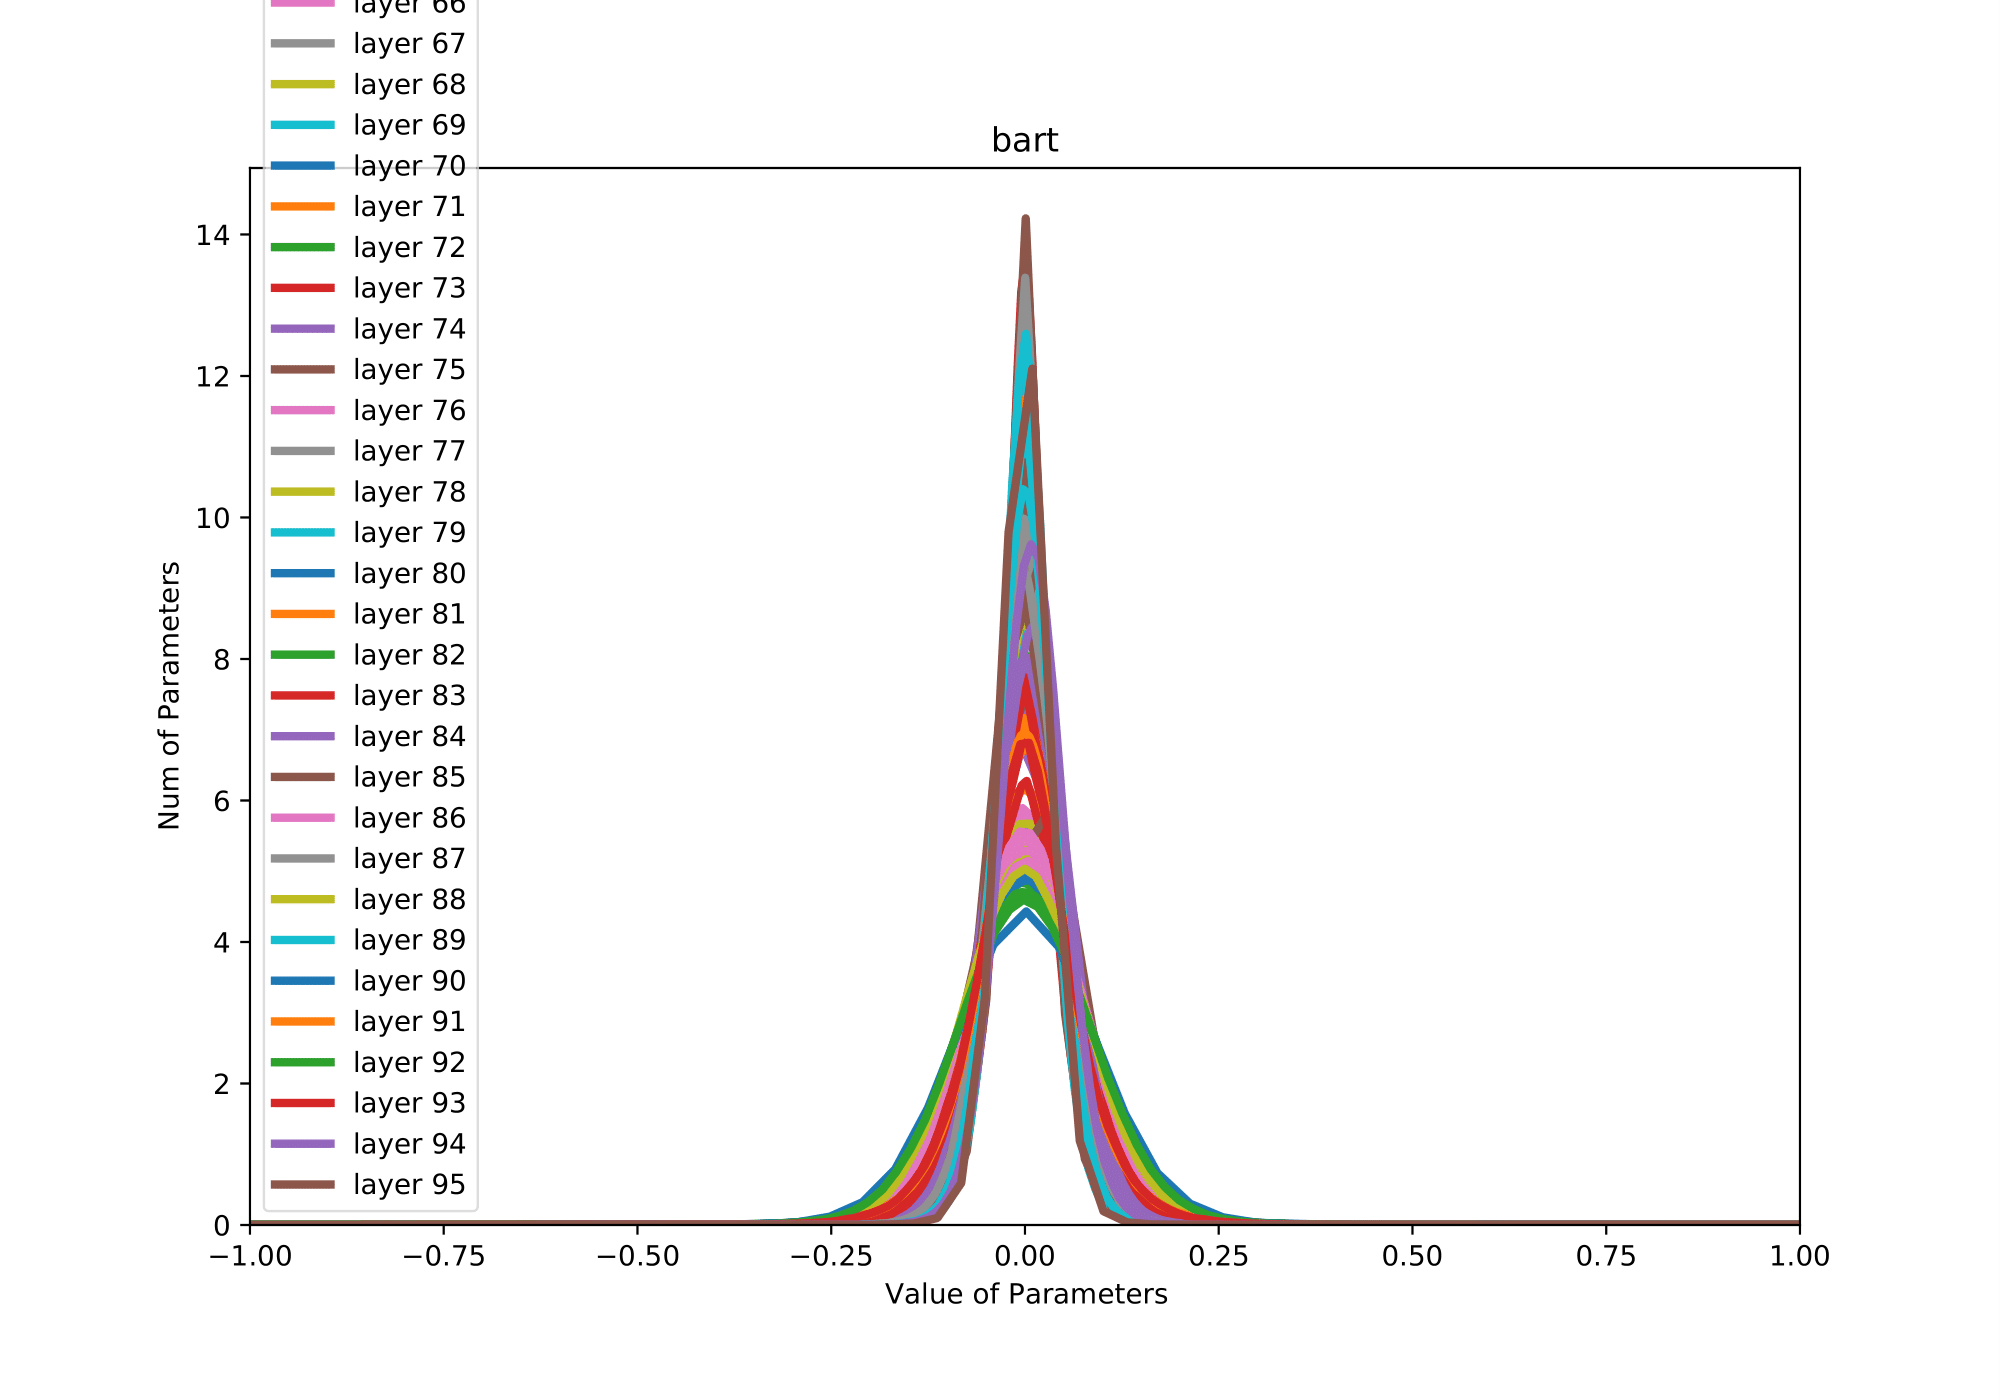 layer 66
layer 67
layer 68
layer 69
bart
layer 70
layer 71
layer 72
layer 73
layer 74
layer 75
layer 76
layer 77
layer 78
layer 79
layer 80
layer 81
layer 82
layer 83
layer 84
layer 85
layer 86
layer 87
layer 88
layer 89
layer 90
layer 91
layer 92
layer 93
layer 94
layer 95
14
12
10
8
6
4
2
0
Num of Parameters
−1.00 −0.75 −0.50 −0.25 0.00 0.25 0.50 0.75 1.00
Value of Parameters